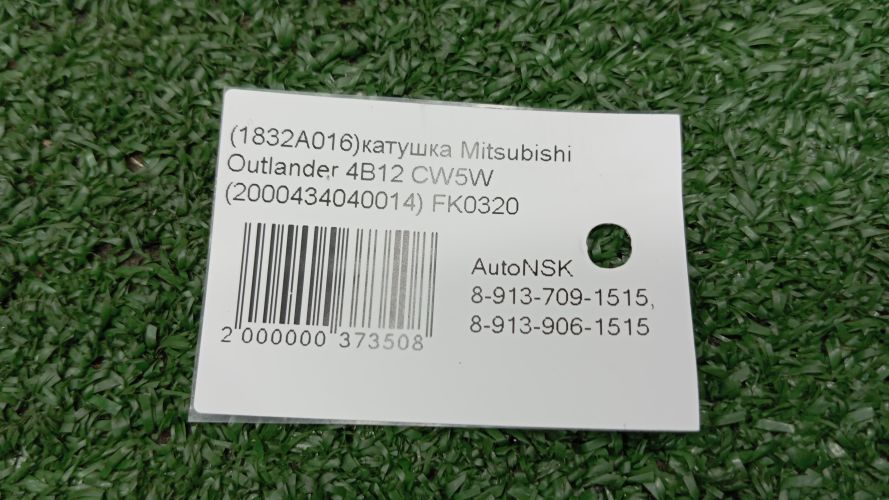 (1832A016)катушка Mitsubishi
Outlander 4B12 CW5W
(2000434040014) FK0320
AutoNSK
8-913-709-1515,
8-913-906-1515
2 000000 373508